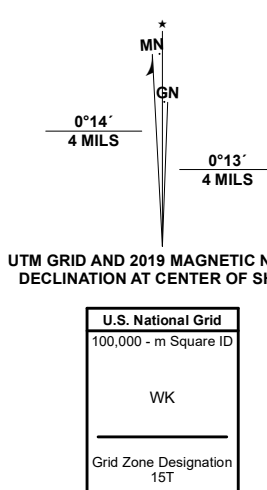 ★
MN
GN
0°14´
4 MILS
0°13´
4 MILS
UTM GRID AND 2019 MAGNETIC N
DECLINATION AT CENTER OF SH
U.S. National Grid
100,000 - m Square ID
WK
Grid Zone Designation
15T